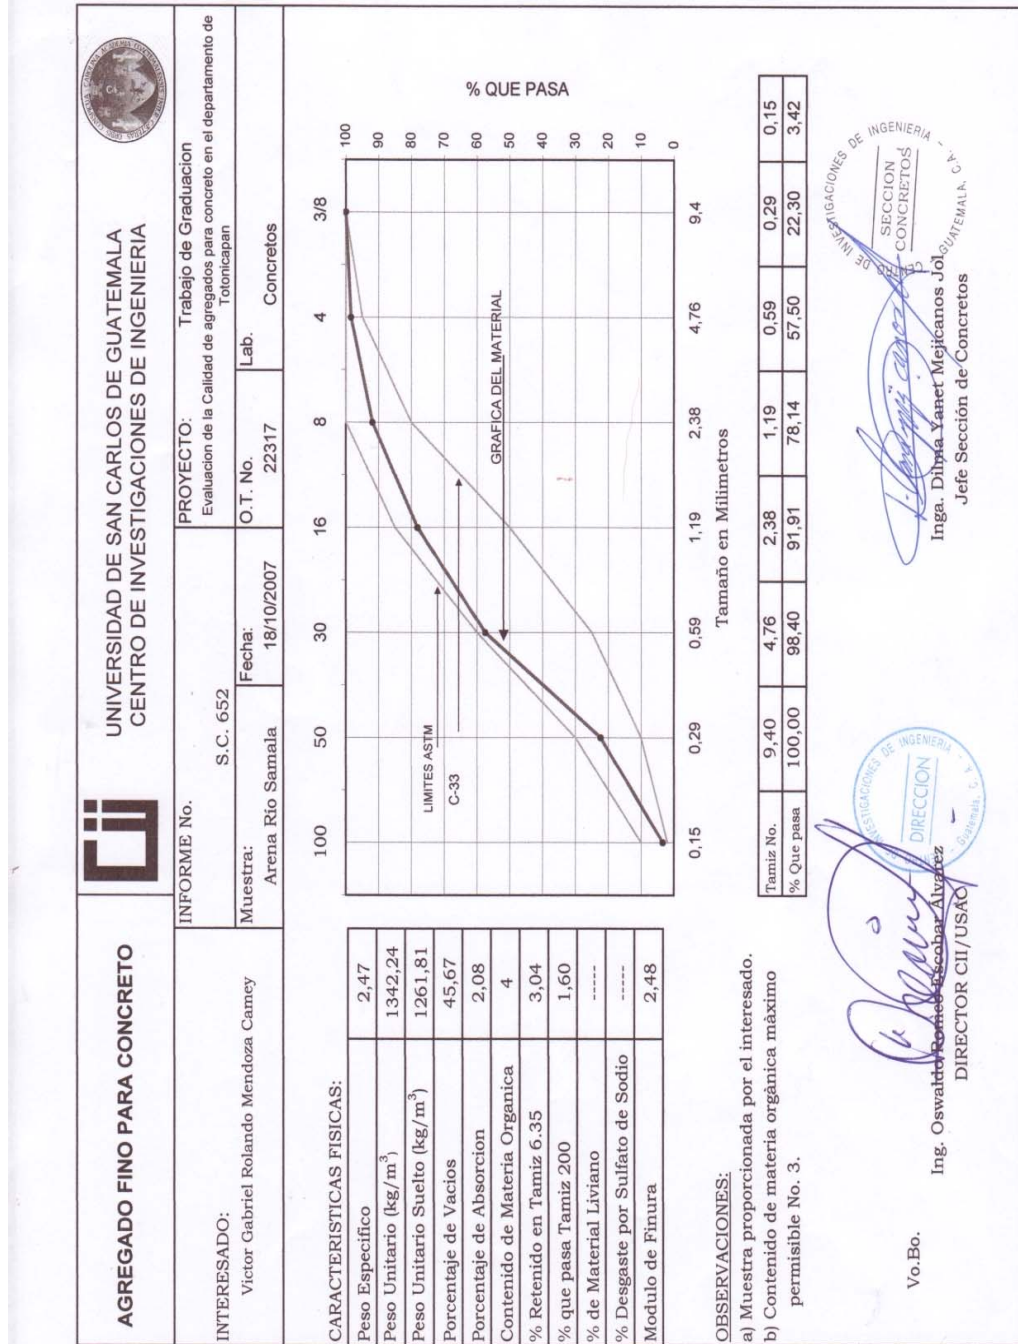 AGREGADO FINO PARA CONCRETO
CII
UNIVERSIDAD DE SAN CARLOS DE GUATEMALA
CENTRO DE INVESTIGACIONES DE INGENIERIA
INTERESADO:
Victor Gabriel Rolando Mendoza Camey
INFORME No.
S.C. 652
PROYECTO: Trabajo de Graduacion
Evaluacion de la Calidad de agregados para concreto en el departamento de
Totonicapan
Muestra:
Arena Rio Samala
Fecha:
18/10/2007
O.T. No.
22317
Lab.
Concretos
CARACTERISTICAS FISICAS:
Peso Especifico 2,47
Peso Unitario (kg/m³) 1342,24
Peso Unitario Suelto (kg/m³) 1261,81
Porcentaje de Vacios 45,67
Porcentaje de Absorcion 2,08
Contenido de Materia Organica 4
% Retenido en Tamiz 6.35 3,04
% que pasa Tamiz 200 1,60
% de Material Liviano -----
% Desgaste por Sulfato de Sodio -----
Modulo de Finura 2,48
100 50 30 16 8 4 3/8
100
90
80
70
60
50
40
30
20
10
0
% QUE PASA
LIMITES ASTM
C-33
GRAFICA DEL MATERIAL
0,15 0,29 0,59 1,19 2,38 4,76 9,4
Tamaño en Milimetros
OBSERVACIONES:
a) Muestra proporcionada por el interesado.
b) Contenido de materia orgánica máximo
permisible No. 3.
Tamiz No. 9,40 4,76 2,38 1,19 0,59 0,29 0,15
% Que pasa 100,00 98,40 91,91 78,14 57,50 22,30 3,42
Vo.Bo.
Ing. Oswaldo Romeo Escobar Álvarez
DIRECTOR CII/USAC
DE INGENIERIA
DIRECCION
Guatemala, C.
Inga. Dilma Yanet Mejicanos Jol
Jefe Sección de Concretos
CENTRO DE INVESTIGACIONES DE INGENIERIA
SECCION
CONCRETOS
GUATEMALA, C.A.